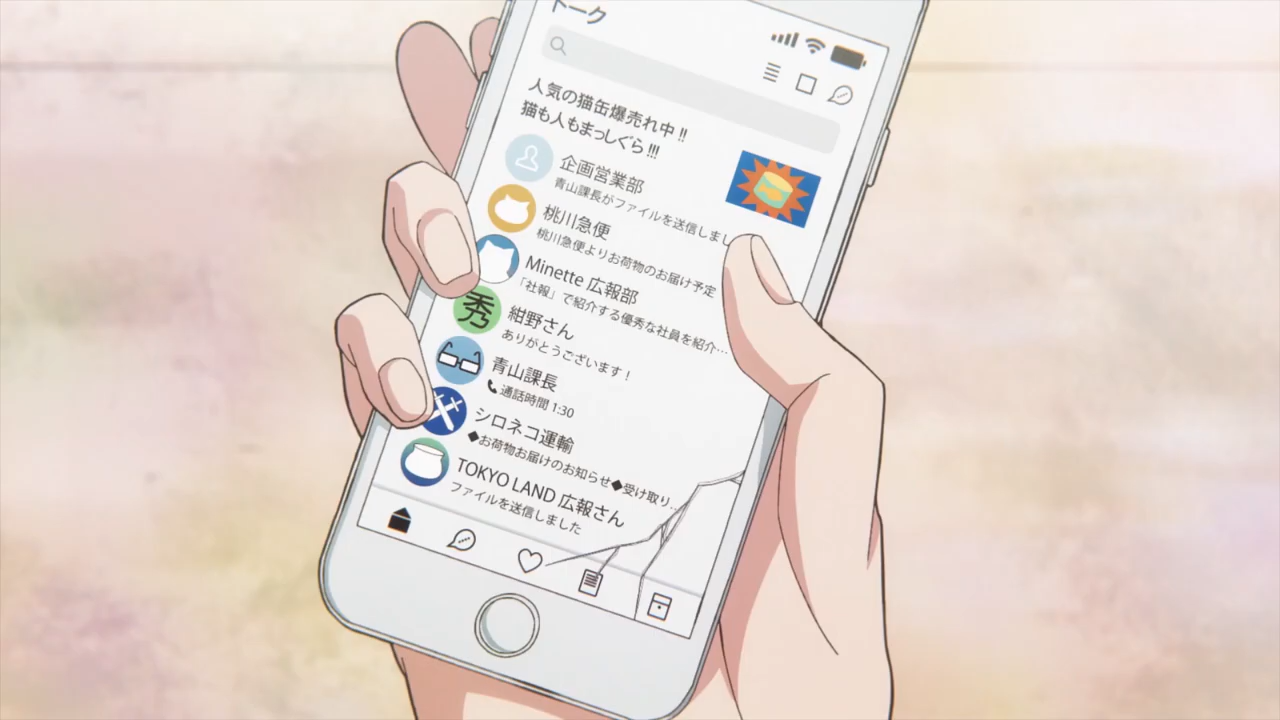 トーク
人気の猫缶爆売れ中!!
猫も人もまっしぐら!!!
企画営業部
青山課長がファイルを送信しまし
桃川急便
桃川急便よりお荷物のお届け予定
Minette 広報部
「社報」で紹介する優秀な社員を紹介…
秀
紺野さん
ありがとうございます!
青山課長
通話時間 1:30
シロネコ運輸
◆お荷物お届けのお知らせ◆受け取り…
TOKYO LAND 広報さん
ファイルを送信しました